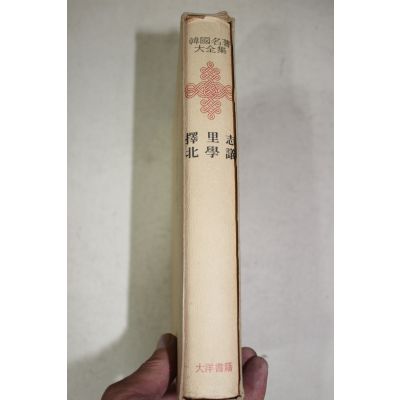 韓國名著
大全集
擇里志
北學議
大洋書籍